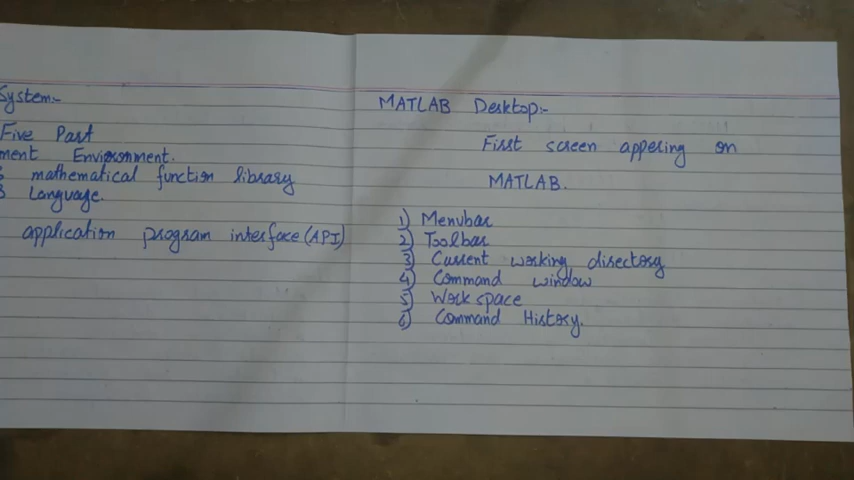 System:-
Five Part
ment Environment.
mathematical function library
Language.
application program interface (API)
MATLAB Desktop:-
First screen appering on
MATLAB.
1) Menubar
2) Toolbar
3) Current working directory
4) Command window
5) Work space
6) Command History.